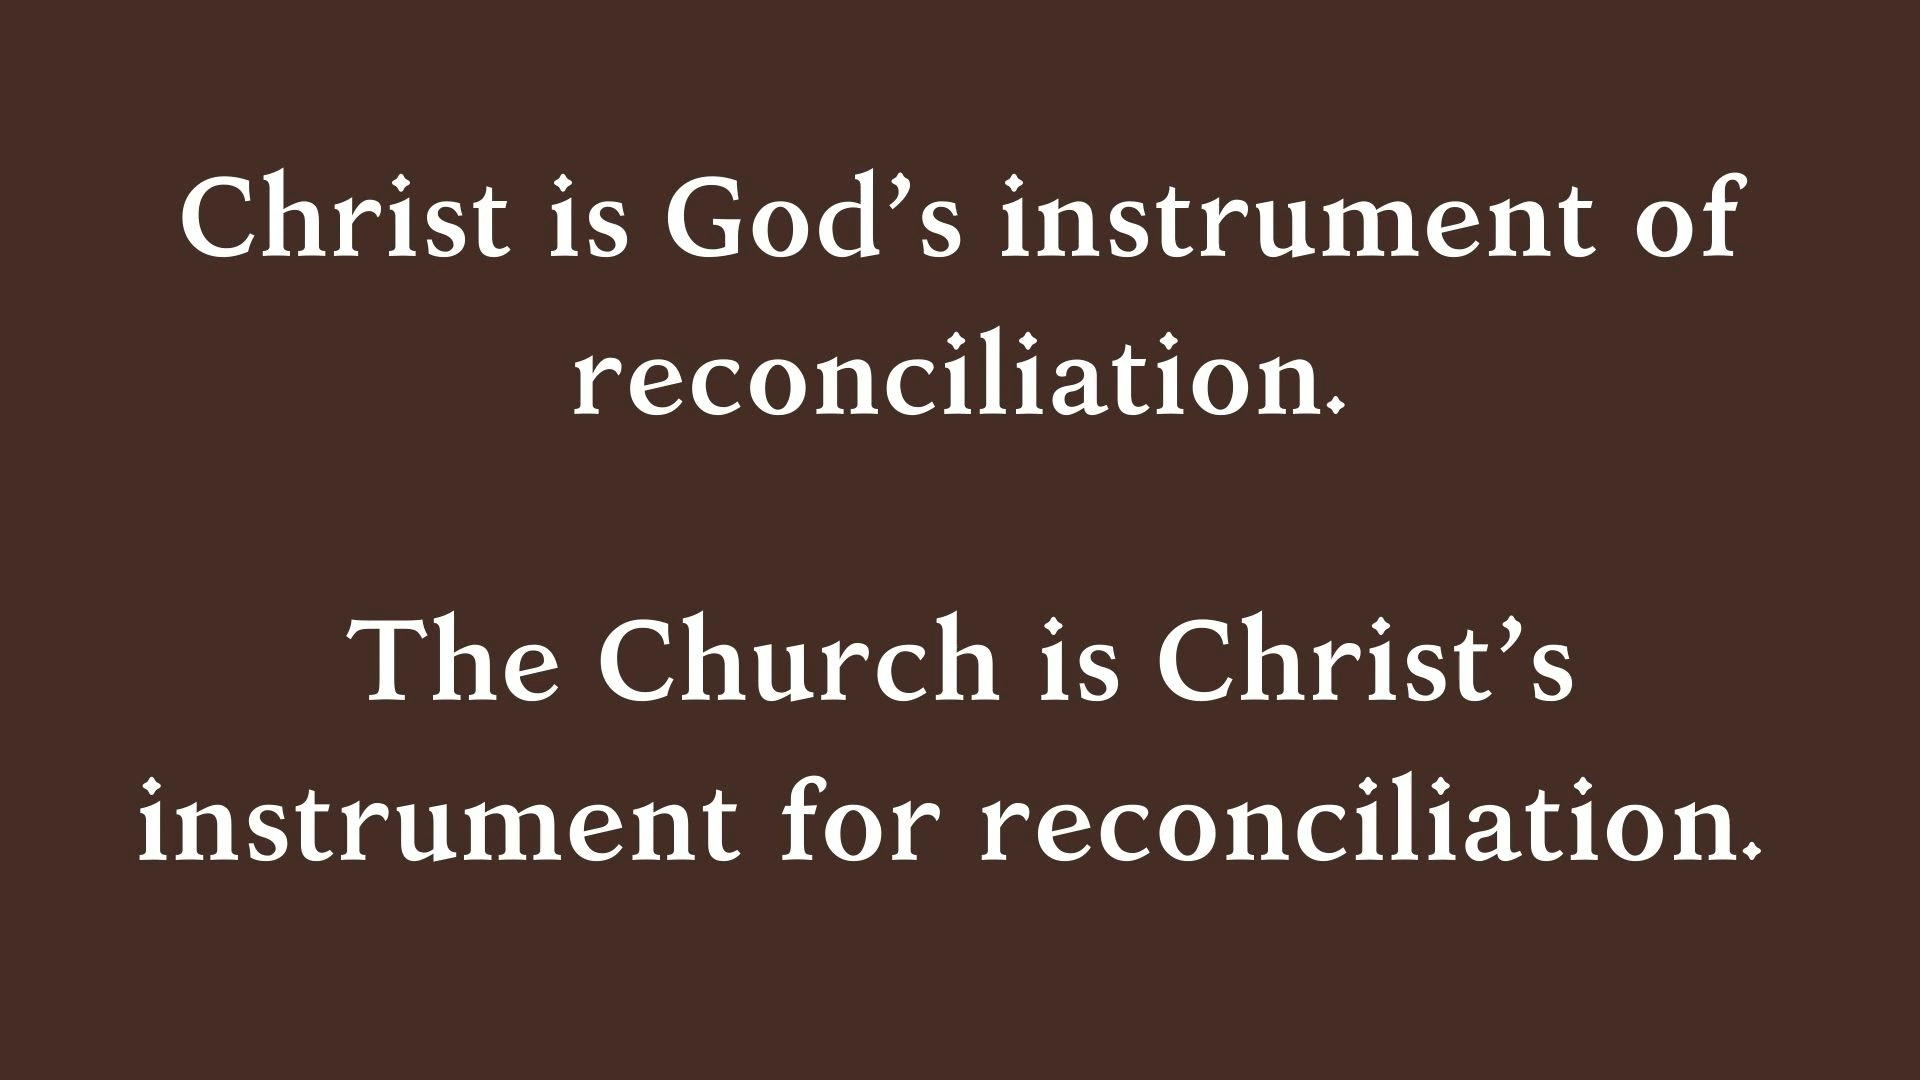 Christ is God’s instrument of
reconciliation.
The Church is Christ’s
instrument for reconciliation.